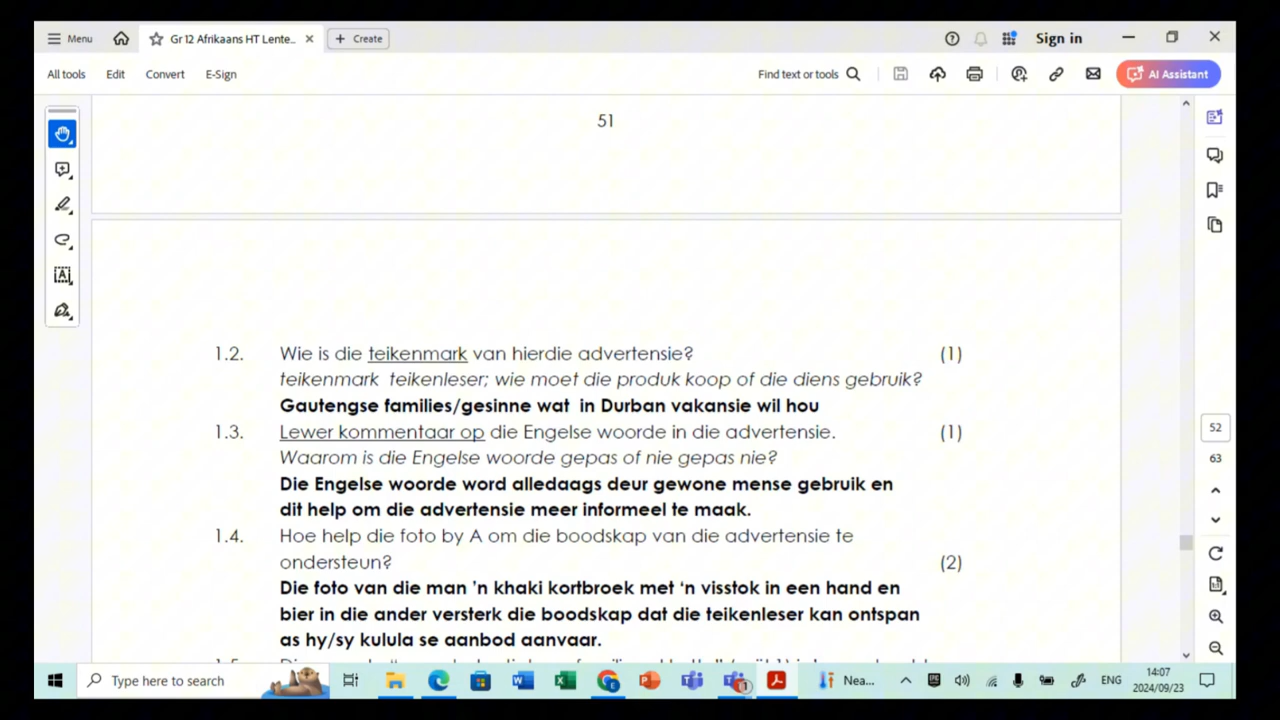 Menu
Gr 12 Afrikaans HT Lente...
Create
Sign in
All tools
Edit
Convert
E-Sign
Find text or tools
AI Assistant
51
1.2. Wie is die teikenmark van hierdie advertensie? (1)
teikenmark teikenleser; wie moet die produk koop of die diens gebruik?
Gautengse families/gesinne wat in Durban vakansie wil hou
1.3. Lewer kommentaar op die Engelse woorde in die advertensie. (1)
Waarom is die Engelse woorde gepas of nie gepas nie?
Die Engelse woorde word alledaags deur gewone mense gebruik en
dit help om die advertensie meer informeel te maak.
1.4. Hoe help die foto by A om die boodskap van die advertensie te
ondersteun? (2)
Die foto van die man 'n khaki kortbroek met 'n visstok in een hand en
bier in die ander versterk die boodskap dat die teikenleser kan ontspan
as hy/sy kulula se aanbod aanvaar.
52
63
Type here to search
Nea...
ENG
14:07
2024/09/23